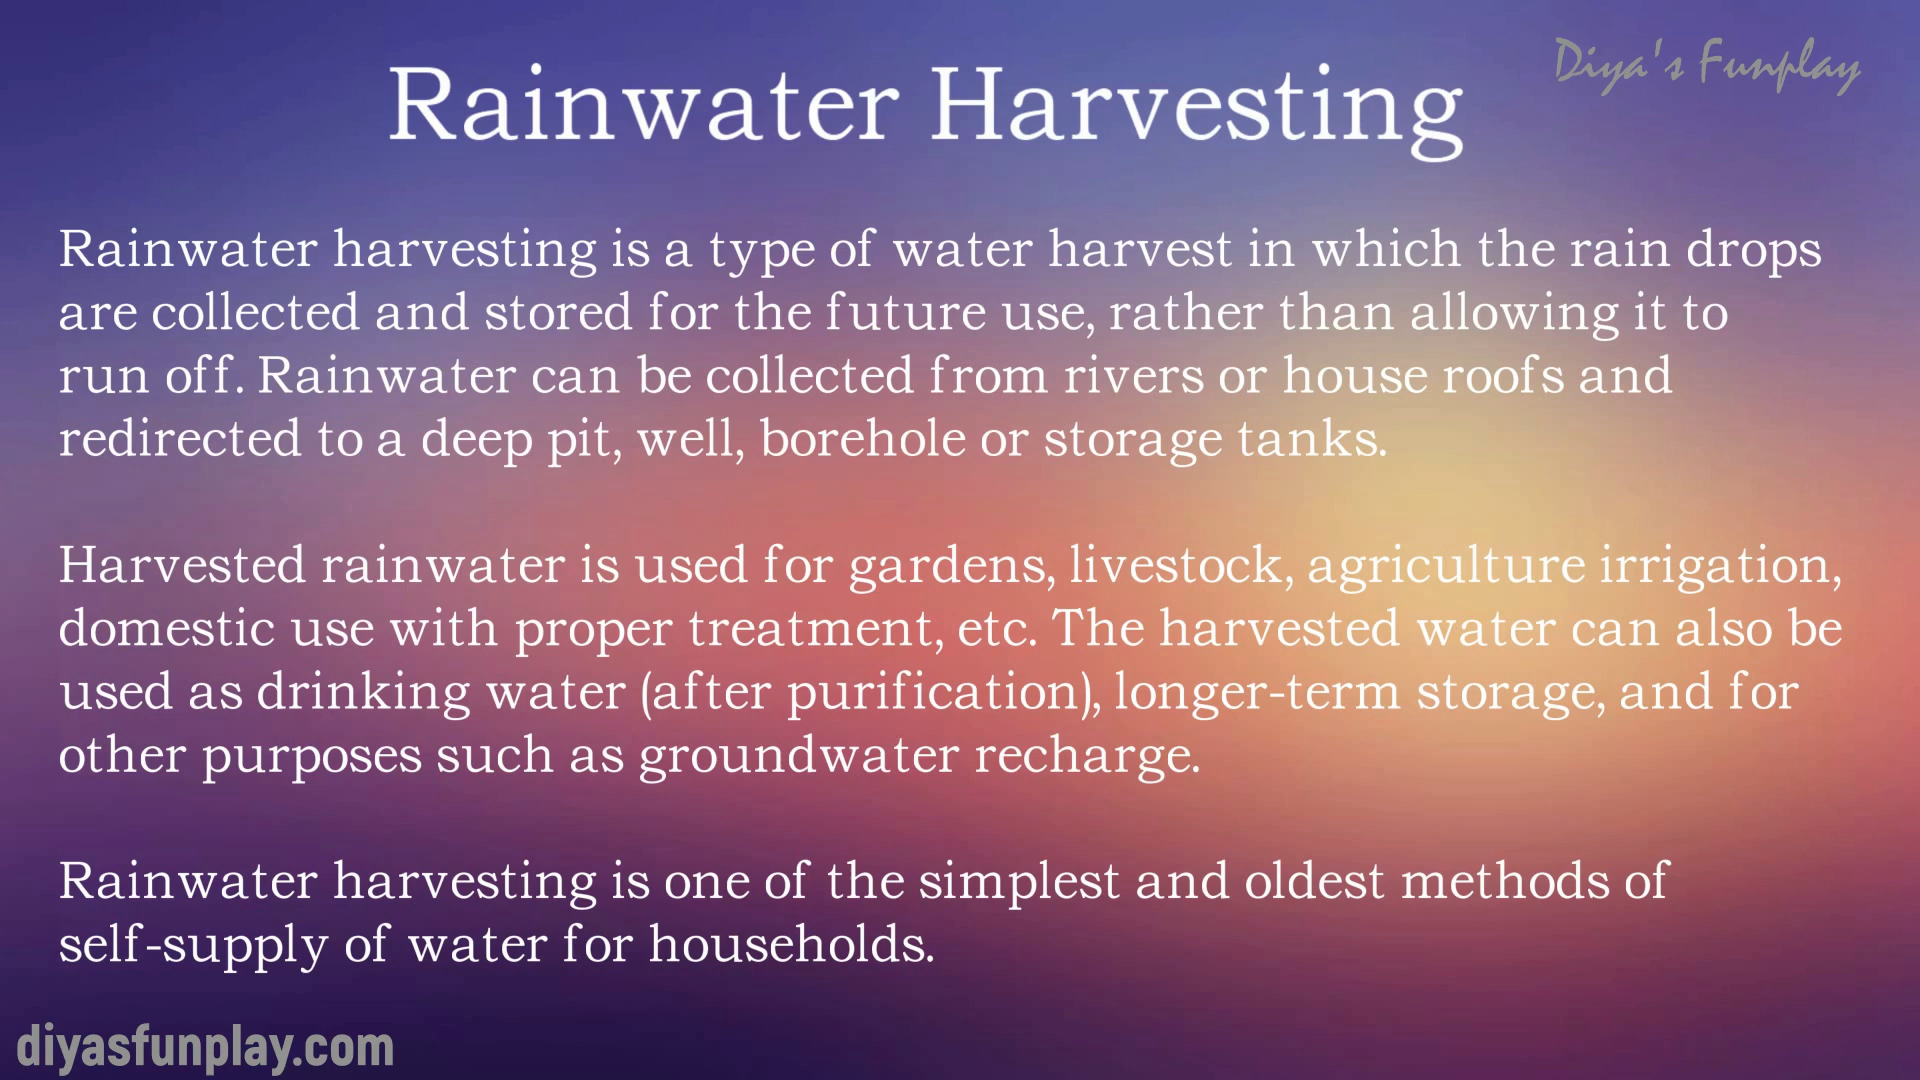 Diya's Funplay
Rainwater Harvesting
Rainwater harvesting is a type of water harvest in which the rain drops
are collected and stored for the future use, rather than allowing it to
run off. Rainwater can be collected from rivers or house roofs and
redirected to a deep pit, well, borehole or storage tanks.
Harvested rainwater is used for gardens, livestock, agriculture irrigation,
domestic use with proper treatment, etc. The harvested water can also be
used as drinking water (after purification), longer-term storage, and for
other purposes such as groundwater recharge.
Rainwater harvesting is one of the simplest and oldest methods of
self-supply of water for households.
diyasfunplay.com